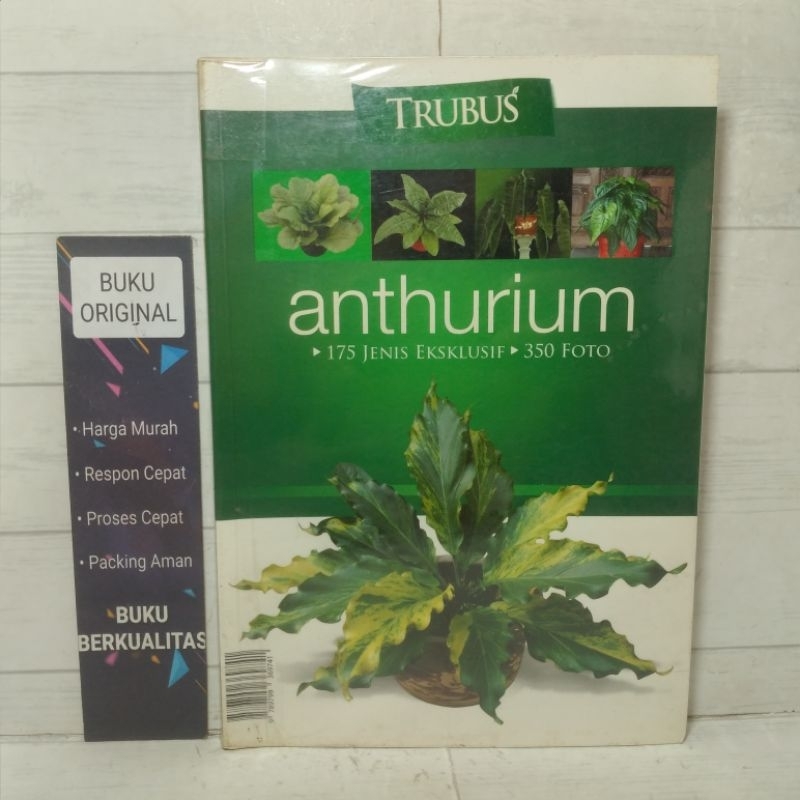 TRUBUS
anthurium
▸ 175 JENIS EKSKLUSIF ▸ 350 FOTO
BUKU
ORIGINAL
• Harga Murah
• Respon Cepat
• Proses Cepat
• Packing Aman
BUKU
BERKUALITAS